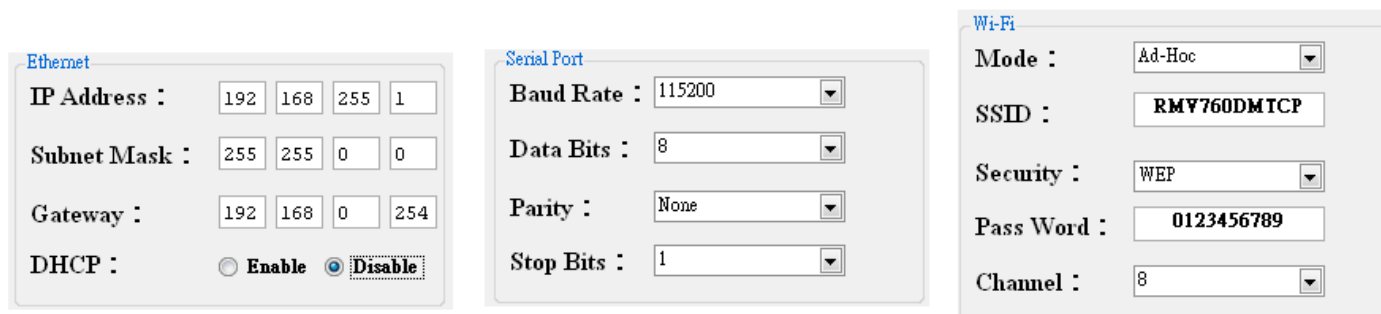 Ethernet
IP Address： 192 168 255 1
Subnet Mask： 255 255 0 0
Gateway： 192 168 0 254
DHCP： Enable Disable
Serial Port
Baud Rate： 115200
Data Bits： 8
Parity： None
Stop Bits： 1
Wi-Fi
Mode： Ad-Hoc
SSID： RMV760DMTCP
Security： WEP
Pass Word： 0123456789
Channel： 8